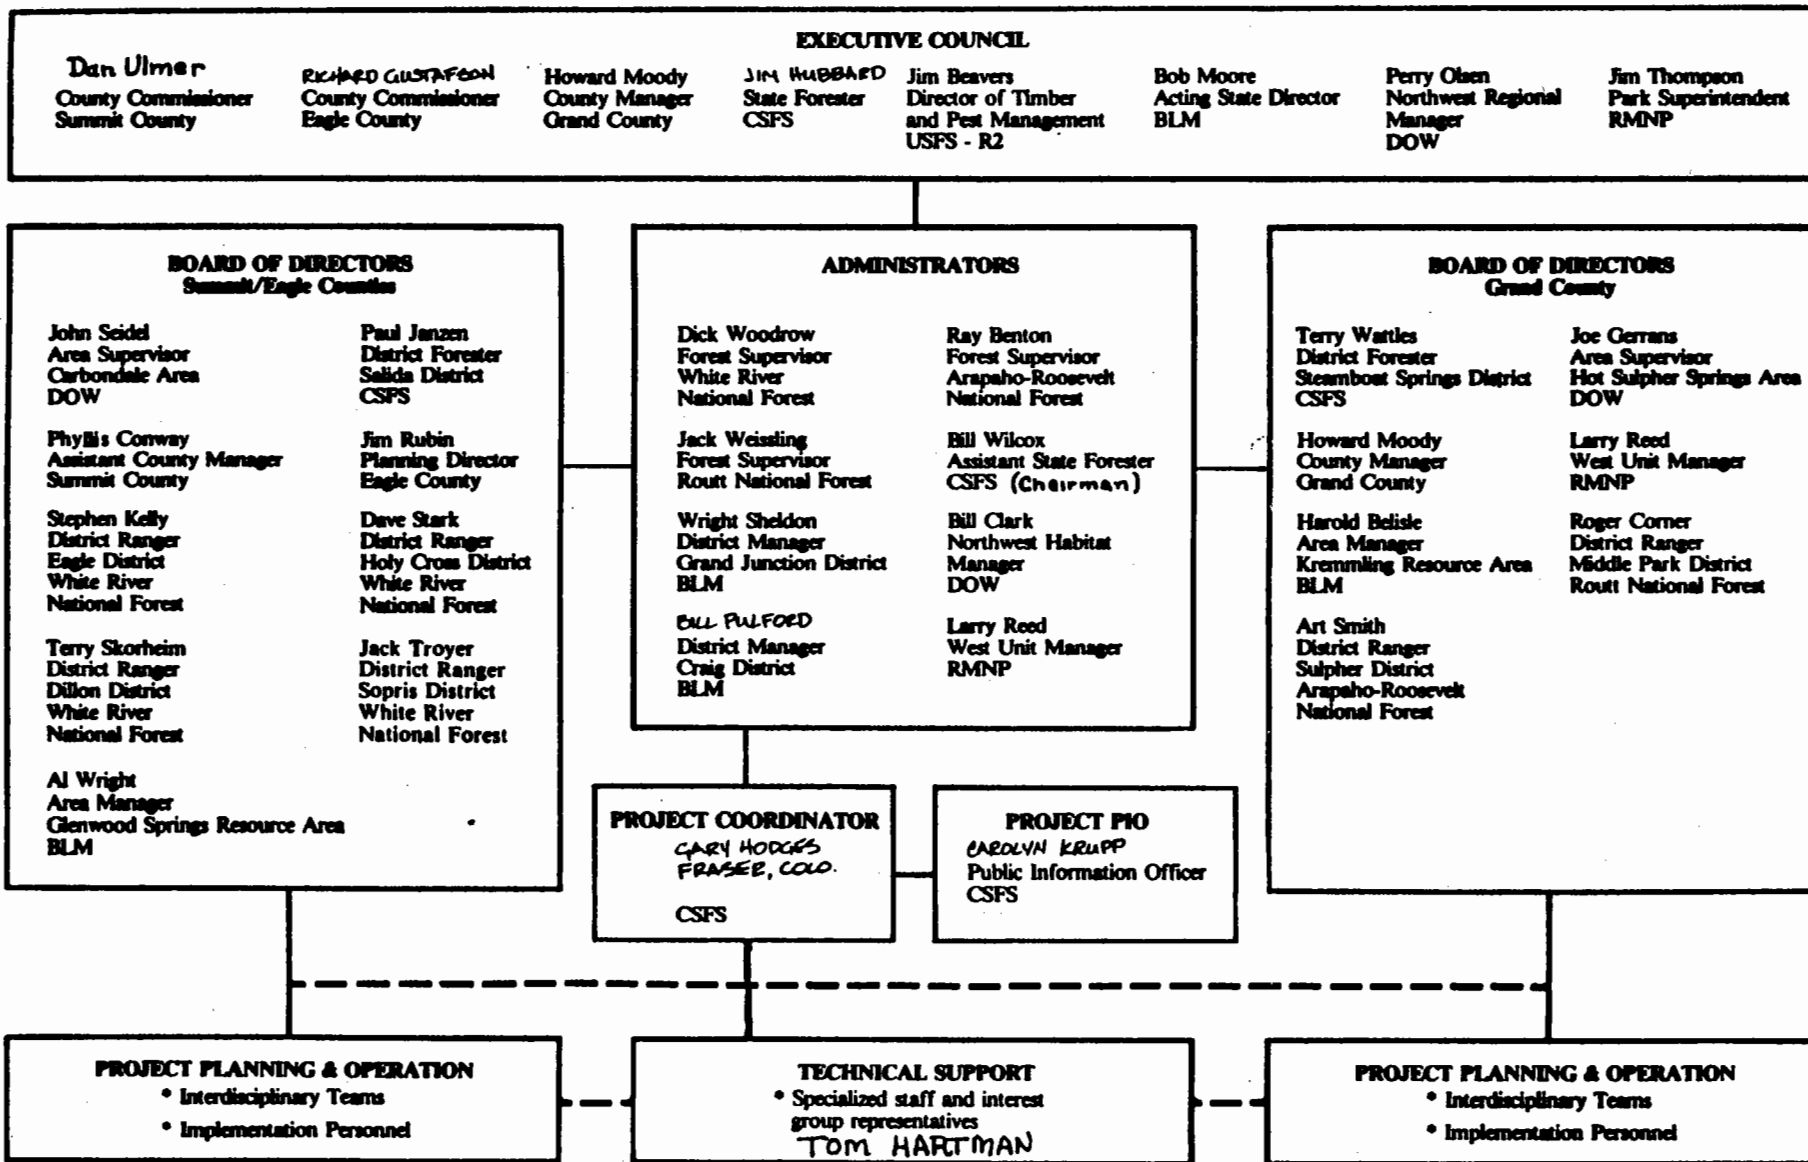 EXECUTIVE COUNCIL
Dan Ulmer
County Commissioner
Summit County
RICHARD GUSTAFSON
County Commissioner
Eagle County
Howard Moody
County Manager
Grand County
JIM HUBBARD
State Forester
CSFS
Jim Beavers
Director of Timber
and Pest Management
USFS - R2
Bob Moore
Acting State Director
BLM
Perry Olsen
Northwest Regional
Manager
DOW
Jim Thompson
Park Superintendent
RMNP
BOARD OF DIRECTORS
Summit/Eagle Counties
John Seidel
Area Supervisor
Carbondale Area
DOW
Paul Janzen
District Forester
Salida District
CSFS
Phyllis Conway
Assistant County Manager
Summit County
Jim Rubin
Planning Director
Eagle County
Stephen Kelly
District Ranger
Eagle District
White River
National Forest
Dave Stark
District Ranger
Holy Cross District
White River
National Forest
Terry Skorheim
District Ranger
Dillon District
White River
National Forest
Jack Troyer
District Ranger
Sopris District
White River
National Forest
Al Wright
Area Manager
Glenwood Springs Resource Area
BLM
ADMINISTRATORS
Dick Woodrow
Forest Supervisor
White River
National Forest
Ray Benton
Forest Supervisor
Arapaho-Roosevelt
National Forest
Jack Weissling
Forest Supervisor
Routt National Forest
Bill Wilcox
Assistant State Forester
CSFS (Chairman)
Wright Sheldon
District Manager
Grand Junction District
BLM
Bill Clark
Northwest Habitat
Manager
DOW
BILL PULFORD
District Manager
Craig District
BLM
Larry Reed
West Unit Manager
RMNP
BOARD OF DIRECTORS
Grand County
Terry Wattles
District Forester
Steamboat Springs District
CSFS
Joe Gerrans
Area Supervisor
Hot Sulpher Springs Area
DOW
Howard Moody
County Manager
Grand County
Larry Reed
West Unit Manager
RMNP
Harold Belisle
Area Manager
Kremmling Resource Area
BLM
Roger Corner
District Ranger
Middle Park District
Routt National Forest
Art Smith
District Ranger
Sulpher District
Arapaho-Roosevelt
National Forest
PROJECT COORDINATOR
GARY HODGES
FRASER, COLO.
CSFS
PROJECT PIO
CAROLYN KRUPP
Public Information Officer
CSFS
PROJECT PLANNING & OPERATION
* Interdisciplinary Teams
* Implementation Personnel
TECHNICAL SUPPORT
* Specialized staff and interest
group representatives
TOM HARTMAN
PROJECT PLANNING & OPERATION
* Interdisciplinary Teams
* Implementation Personnel